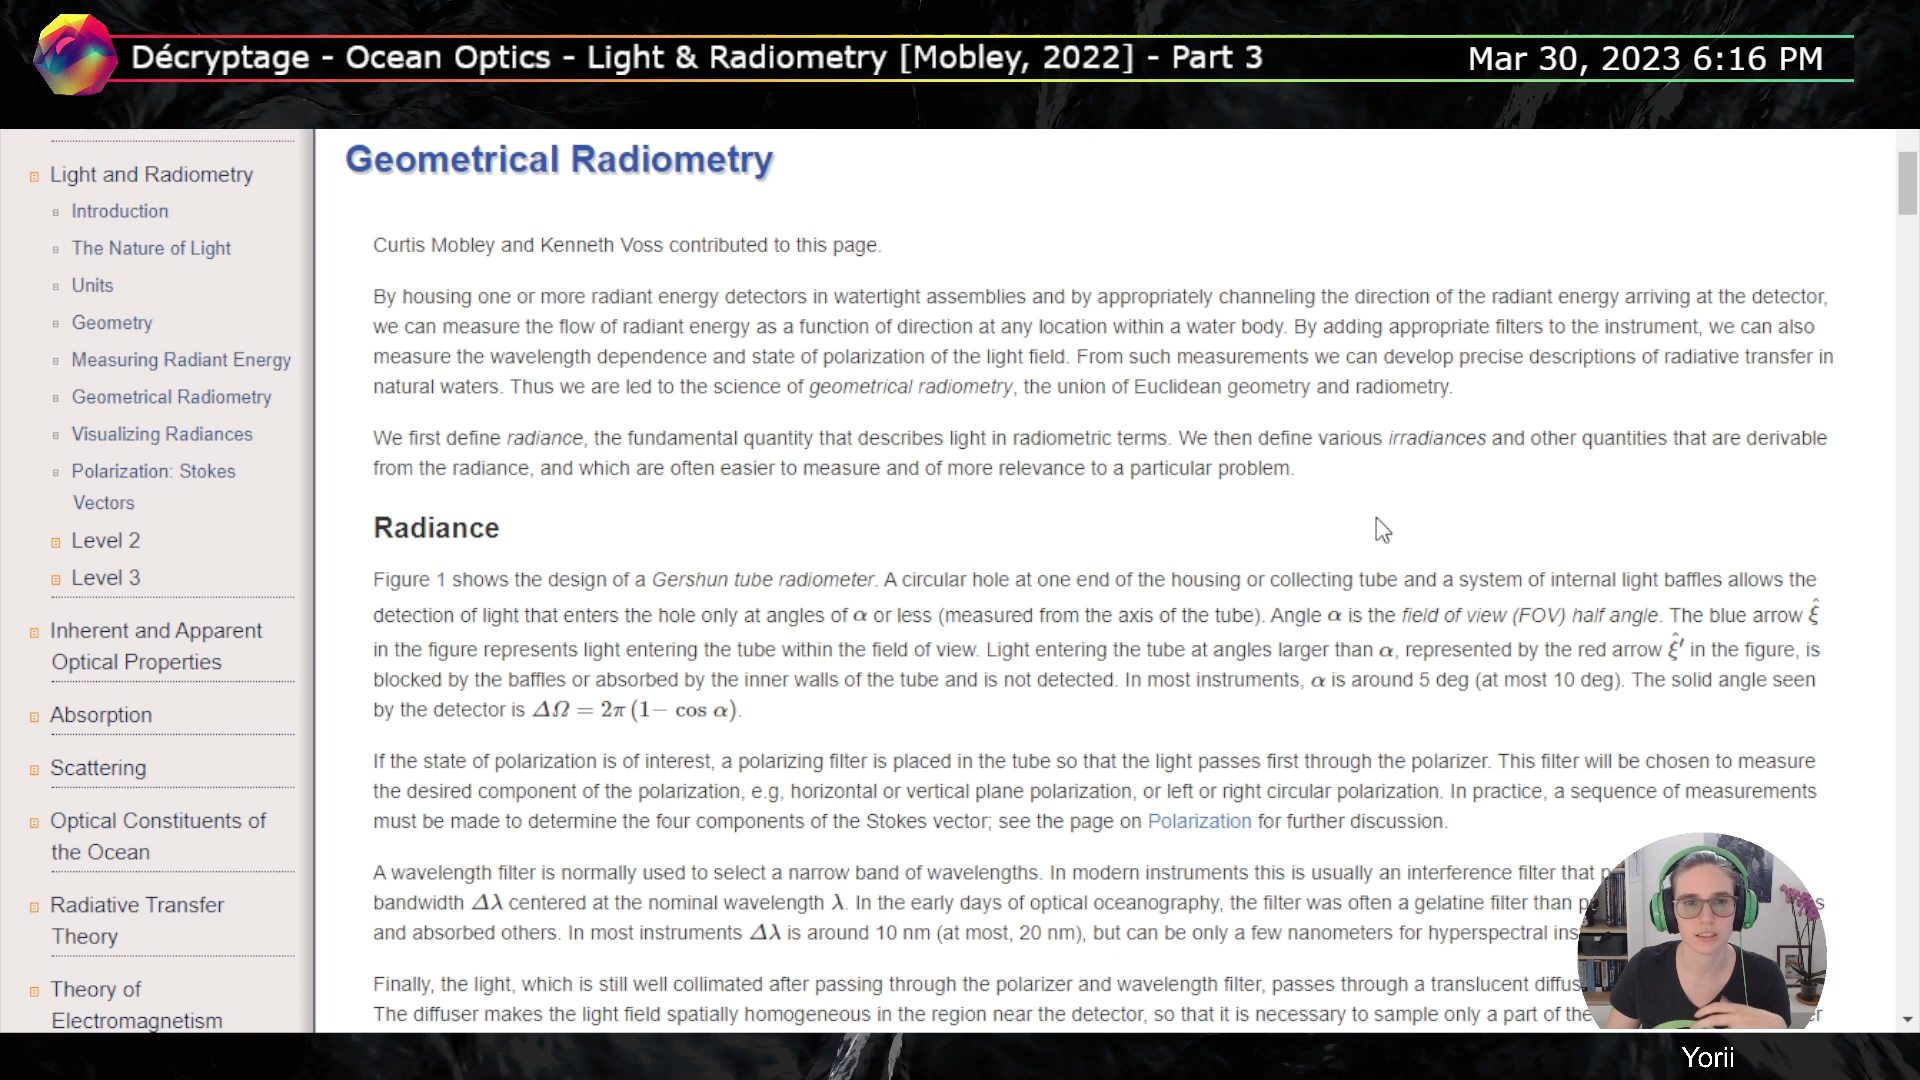 Décryptage - Ocean Optics - Light & Radiometry [Mobley, 2022] - Part 3
Mar 30, 2023 6:16 PM
Light and Radiometry
Introduction
The Nature of Light
Units
Geometry
Measuring Radiant Energy
Geometrical Radiometry
Visualizing Radiances
Polarization: Stokes
Vectors
Level 2
Level 3
Inherent and Apparent
Optical Properties
Absorption
Scattering
Optical Constituents of
the Ocean
Radiative Transfer
Theory
Theory of
Electromagnetism
Geometrical Radiometry
Curtis Mobley and Kenneth Voss contributed to this page.
By housing one or more radiant energy detectors in watertight assemblies and by appropriately channeling the direction of the radiant energy arriving at the detector,
we can measure the flow of radiant energy as a function of direction at any location within a water body. By adding appropriate filters to the instrument, we can also
measure the wavelength dependence and state of polarization of the light field. From such measurements we can develop precise descriptions of radiative transfer in
natural waters. Thus we are led to the science of geometrical radiometry, the union of Euclidean geometry and radiometry.
We first define radiance, the fundamental quantity that describes light in radiometric terms. We then define various irradiances and other quantities that are derivable
from the radiance, and which are often easier to measure and of more relevance to a particular problem.
Radiance
Figure 1 shows the design of a Gershun tube radiometer. A circular hole at one end of the housing or collecting tube and a system of internal light baffles allows the
detection of light that enters the hole only at angles of α or less (measured from the axis of the tube). Angle α is the field of view (FOV) half angle. The blue arrow ξ̂
in the figure represents light entering the tube within the field of view. Light entering the tube at angles larger than α, represented by the red arrow ξ̂′ in the figure, is
blocked by the baffles or absorbed by the inner walls of the tube and is not detected. In most instruments, α is around 5 deg (at most 10 deg). The solid angle seen
by the detector is ΔΩ = 2π (1− cos α).
If the state of polarization is of interest, a polarizing filter is placed in the tube so that the light passes first through the polarizer. This filter will be chosen to measure
the desired component of the polarization, e.g, horizontal or vertical plane polarization, or left or right circular polarization. In practice, a sequence of measurements
must be made to determine the four components of the Stokes vector; see the page on Polarization for further discussion.
A wavelength filter is normally used to select a narrow band of wavelengths. In modern instruments this is usually an interference filter that
bandwidth Δλ centered at the nominal wavelength λ. In the early days of optical oceanography, the filter was often a gelatine filter than
and absorbed others. In most instruments Δλ is around 10 nm (at most, 20 nm), but can be only a few nanometers for hyperspectral
Finally, the light, which is still well collimated after passing through the polarizer and wavelength filter, passes through a translucent
The diffuser makes the light field spatially homogeneous in the region near the detector, so that it is necessary to sample only a part of the
Yorii